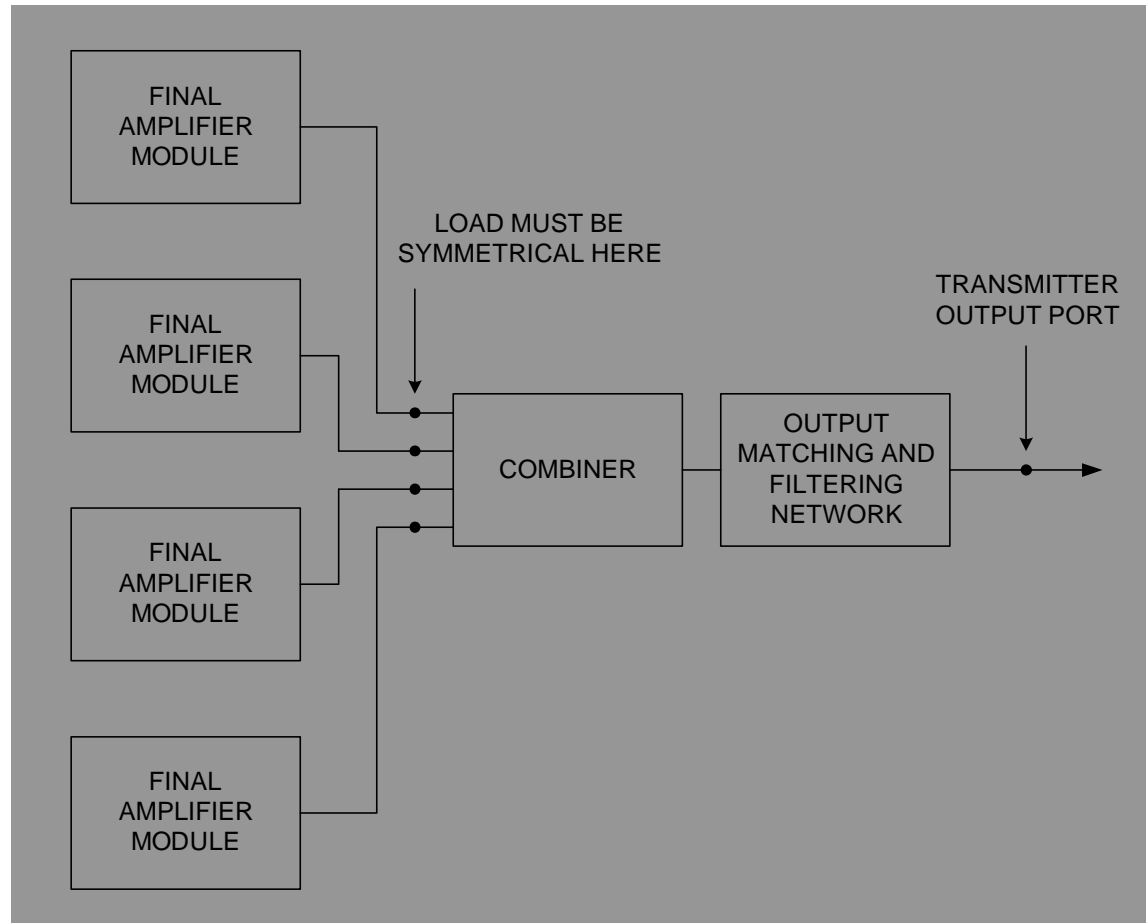 FINAL
AMPLIFIER
MODULE
LOAD MUST BE
SYMMETRICAL HERE
FINAL
AMPLIFIER
MODULE
TRANSMITTER
OUTPUT PORT
COMBINER
OUTPUT
MATCHING AND
FILTERING
NETWORK
FINAL
AMPLIFIER
MODULE
FINAL
AMPLIFIER
MODULE